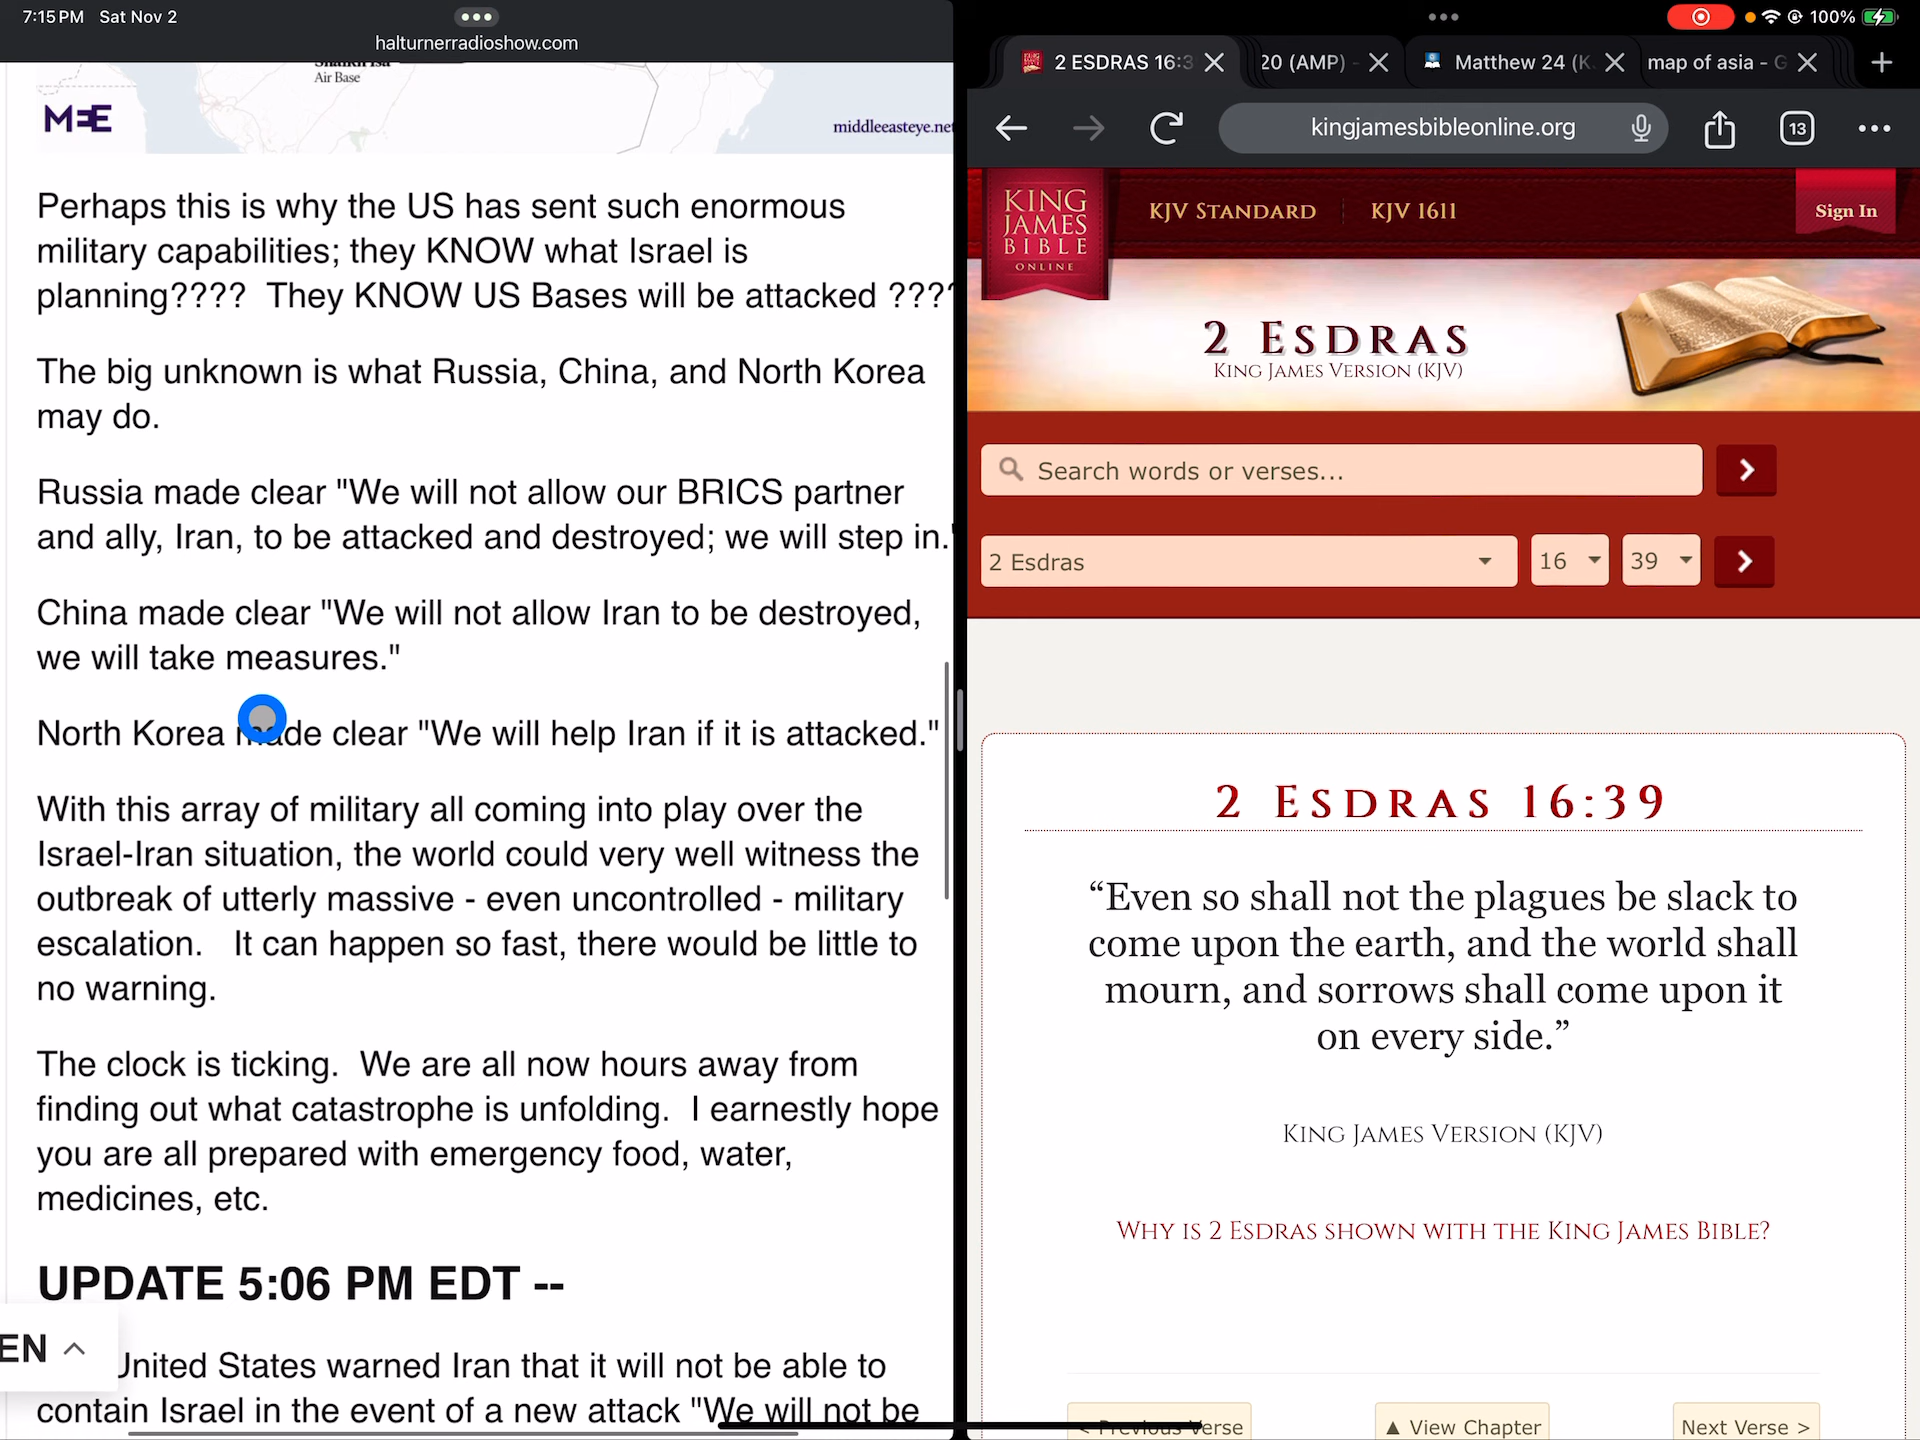 7:15 PM Sat Nov 2
halturnerradioshow.com
Shaikh Isa
Air Base
MEE
middleeasteye.net
Perhaps this is why the US has sent such enormous
military capabilities; they KNOW what Israel is
planning???? They KNOW US Bases will be attacked ????
The big unknown is what Russia, China, and North Korea
may do.
Russia made clear "We will not allow our BRICS partner
and ally, Iran, to be attacked and destroyed; we will step in."
China made clear "We will not allow Iran to be destroyed,
we will take measures."
North Korea made clear "We will help Iran if it is attacked."
With this array of military all coming into play over the
Israel-Iran situation, the world could very well witness the
outbreak of utterly massive - even uncontrolled - military
escalation. It can happen so fast, there would be little to
no warning.
The clock is ticking. We are all now hours away from
finding out what catastrophe is unfolding. I earnestly hope
you are all prepared with emergency food, water,
medicines, etc.
UPDATE 5:06 PM EDT --
EN
United States warned Iran that it will not be able to
contain Israel in the event of a new attack "We will not be
100%
2 ESDRAS 16:3
20 (AMP) -
Matthew 24 (K
map of asia - G
kingjamesbibleonline.org
13
KING
JAMES
BIBLE
ONLINE
KJV STANDARD
KJV 1611
Sign In
2 ESDRAS
KING JAMES VERSION (KJV)
Search words or verses...
2 Esdras
16
39
2 ESDRAS 16:39
“Even so shall not the plagues be slack to
come upon the earth, and the world shall
mourn, and sorrows shall come upon it
on every side.”
KING JAMES VERSION (KJV)
WHY IS 2 ESDRAS SHOWN WITH THE KING JAMES BIBLE?
< Previous Verse
▲ View Chapter
Next Verse >